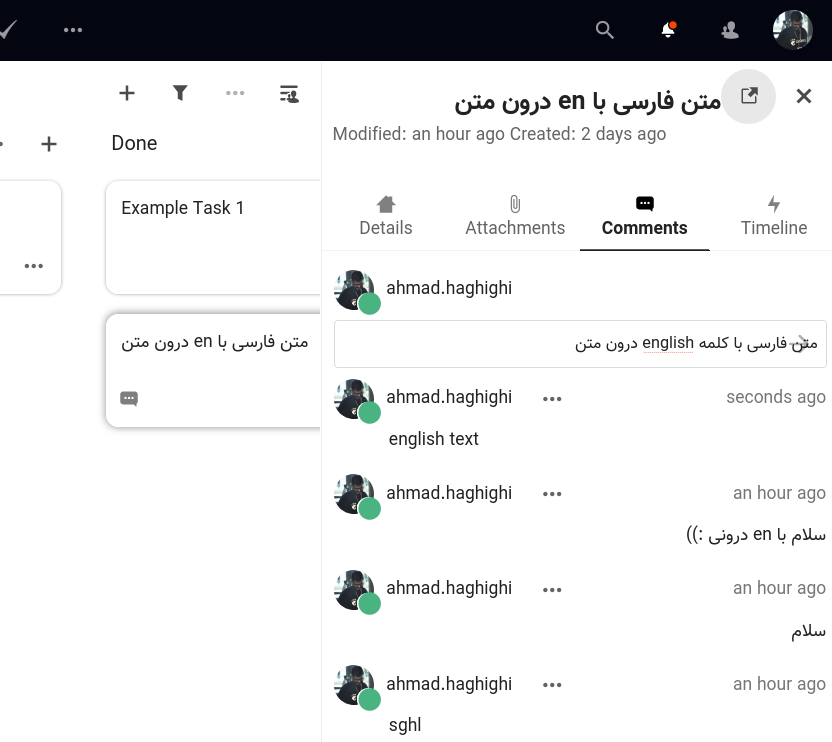 متن فارسی با en درون متن
Modified: an hour ago Created: 2 days ago
Done
Example Task 1
متن فارسی با en درون متن
Details
Attachments
Comments
Timeline
ahmad.haghighi
متن فارسی با کلمه english درون متن
ahmad.haghighi
seconds ago
english text
ahmad.haghighi
an hour ago
سلام با en درونی :))
ahmad.haghighi
an hour ago
سلام
ahmad.haghighi
an hour ago
sghl